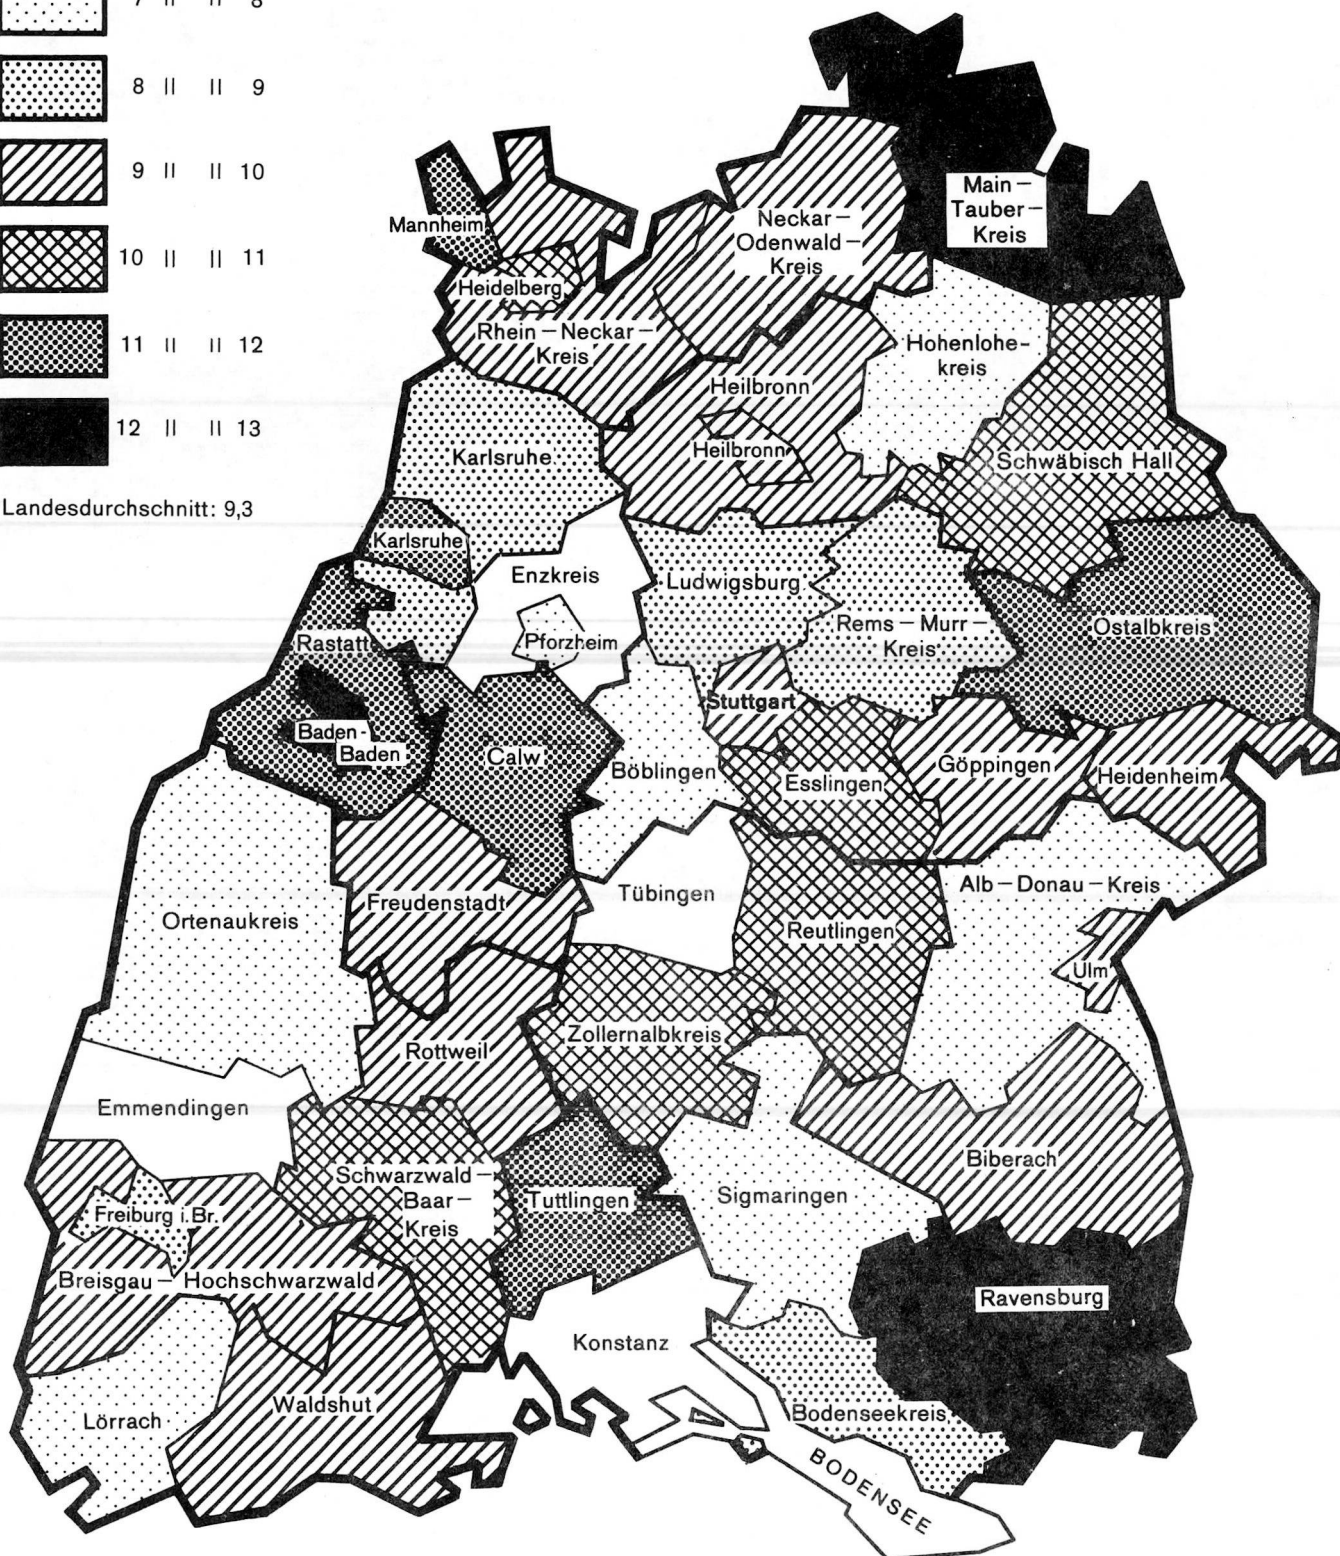 7 " " 8
8 " " 9
9 " " 10
10 " " 11
11 " " 12
12 " " 13
Landesdurchschnitt: 9,3
Main –
Tauber –
Kreis
Mannheim
Neckar –
Odenwald –
Kreis
Heidelberg
Rhein – Neckar –
Kreis
Hohenlohe-
kreis
Heilbronn
Heilbronn
Karlsruhe
Schwäbisch Hall
Karlsruhe
Enzkreis
Ludwigsburg
Pforzheim
Rems – Murr –
Kreis
Ostalbkreis
Rastatt
Stuttgart
Baden-
Baden
Calw
Böblingen
Esslingen
Göppingen
Heidenheim
Freudenstadt
Tübingen
Alb – Donau – Kreis
Ortenaukreis
Reutlingen
Ulm
Rottweil
Zollernalbkreis
Emmendingen
Biberach
Schwarzwald –
Baar –
Kreis
Tuttlingen
Sigmaringen
Freiburg i. Br.
Breisgau – Hochschwarzwald
Ravensburg
Konstanz
Waldshut
Lörrach
Bodenseekreis
BODENSEE